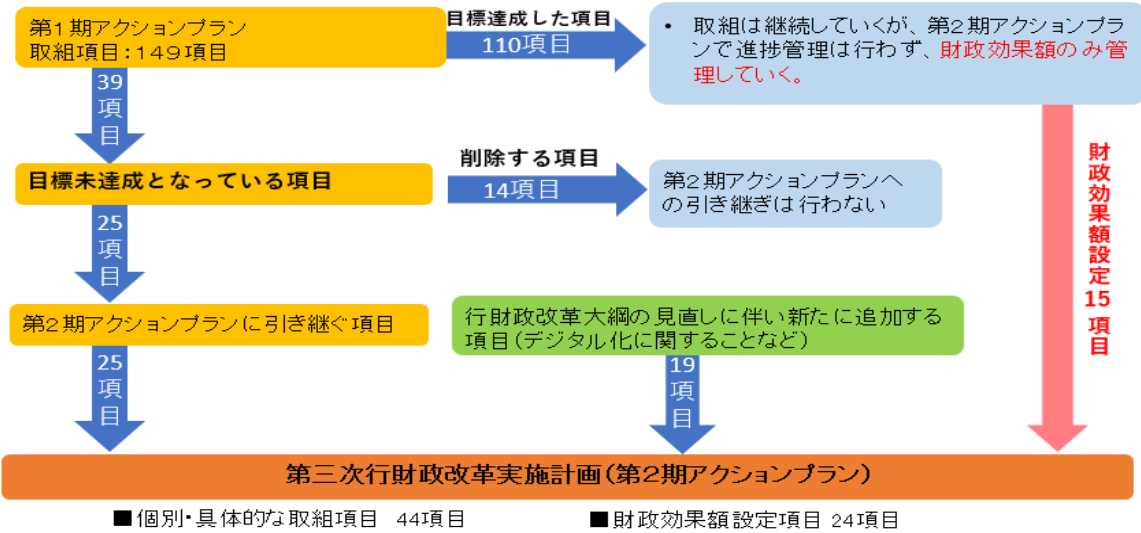 第1期アクションプラン
取組項目:149項目
目標達成した項目
110項目
• 取組は継続していくが、第2期アクションプラ
ンで進捗管理は行わず、財政効果額のみ管
理していく。
39
項
目
目標未達成となっている項目
削除する項目
14項目
第2期アクションプランへ
の引き継ぎは行わない
財政効果額設定15項目
25
項
目
第2期アクションプランに引き継ぐ項目
行財政改革大綱の見直しに伴い新たに追加する
項目(デジタル化に関することなど)
25
項
目
19
項
目
第三次行財政改革実施計画(第2期アクションプラン)
■個別・具体的な取組項目 44項目
■財政効果額設定項目 24項目